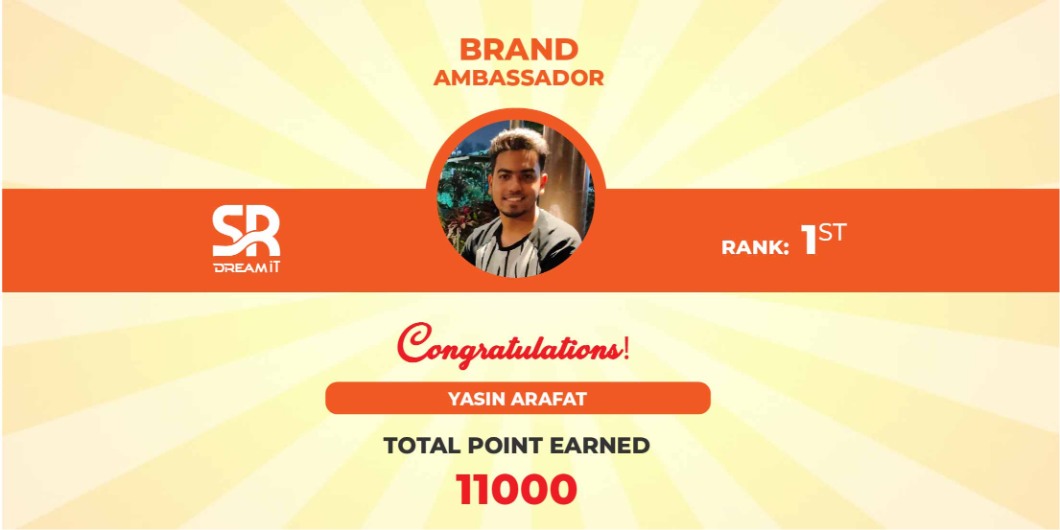 BRAND
AMBASSADOR
SR
DREAM iT
RANK: 1ST
Congratulations!
YASIN ARAFAT
TOTAL POINT EARNED
11000